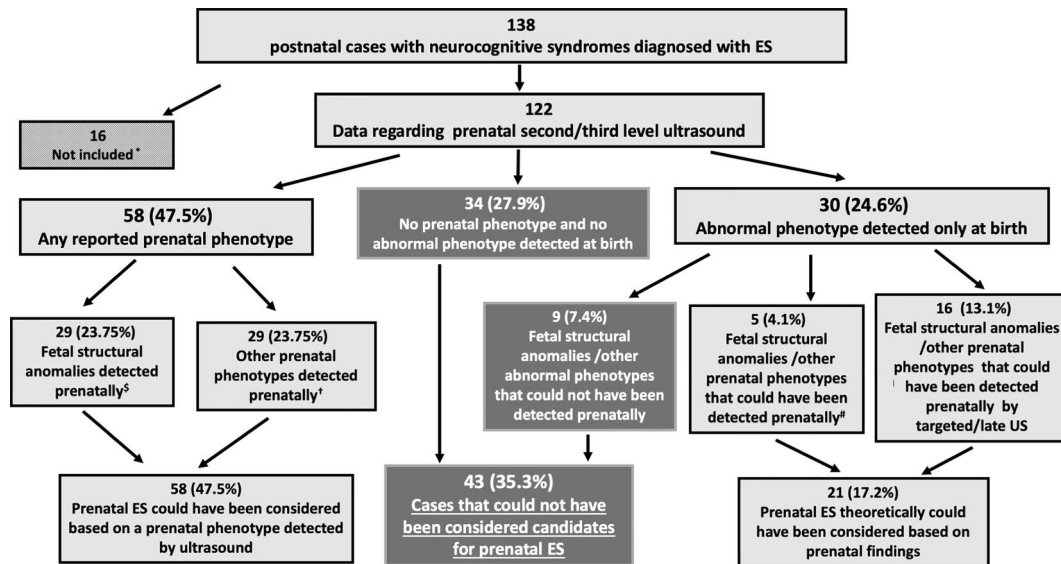 138
postnatal cases with neurocognitive syndromes diagnosed with ES
122
Data regarding prenatal second/third level ultrasound
16
Not included *
58 (47.5%)
Any reported prenatal phenotype
34 (27.9%)
No prenatal phenotype and no
abnormal phenotype detected at birth
30 (24.6%)
Abnormal phenotype detected only at birth
29 (23.75%)
Fetal structural
anomalies detected
prenatally$
29 (23.75%)
Other prenatal
phenotypes detected
prenatally†
9 (7.4%)
Fetal structural
anomalies /other
abnormal phenotypes
that could not have been
detected prenatally
5 (4.1%)
Fetal structural
anomalies /other
prenatal phenotypes
that could have been
detected prenatally#
16 (13.1%)
Fetal structural anomalies
/other prenatal
phenotypes that could
have been detected
prenatally by
targeted/late US
58 (47.5%)
Prenatal ES could have been considered
based on a prenatal phenotype detected
by ultrasound
43 (35.3%)
Cases that could not have
been considered candidates
for prenatal ES
21 (17.2%)
Prenatal ES theoretically could
have been considered based on
prenatal findings